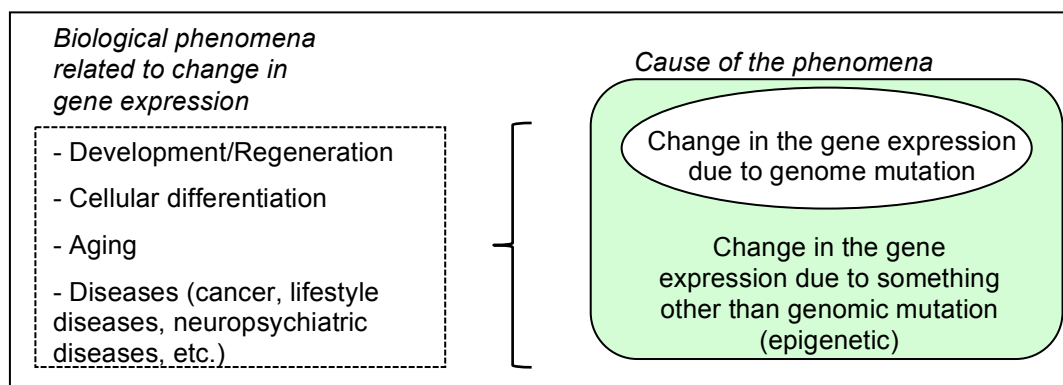 Biological phenomena
related to change in
gene expression
- Development/Regeneration
- Cellular differentiation
- Aging
- Diseases (cancer, lifestyle
diseases, neuropsychiatric
diseases, etc.)
Cause of the phenomena
Change in the gene expression
due to genome mutation
Change in the gene
expression due to something
other than genomic mutation
(epigenetic)